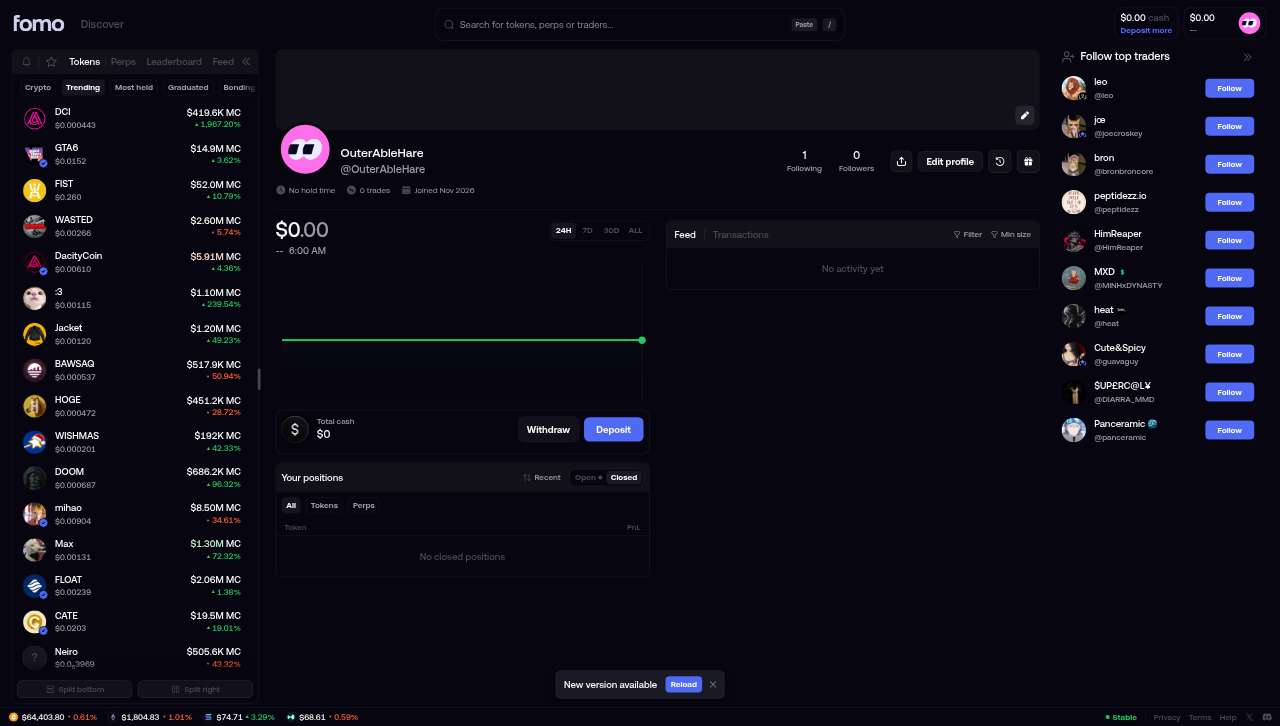 fomo
Discover
Search for tokens, perps or traders...
Paste
/
$0.00 cash
Deposit more
$0.00
--
Tokens Perps Leaderboard Feed
Crypto Trending Most held Graduated Bonding
DCI $419.6K MC
$0.000443 1,967.20%
GTA6 $14.9M MC
$0.0152 3.62%
FIST $52.0M MC
$0.260 10.79%
WASTED $2.60M MC
$0.00266 5.74%
DacityCoin $5.91M MC
$0.00610 4.36%
:3 $1.10M MC
$0.00115 239.54%
Jacket $1.20M MC
$0.00120 49.23%
BAWSAQ $517.9K MC
$0.000537 50.94%
HOGE $451.2K MC
$0.000472 28.72%
WISHMAS $192K MC
$0.000201 42.33%
DOOM $686.2K MC
$0.000687 96.32%
mihao $8.50M MC
$0.00904 34.61%
Max $1.30M MC
$0.00131 72.32%
FLOAT $2.06M MC
$0.00239 1.38%
CATE $19.5M MC
$0.0203 19.01%
? Neiro $505.6K MC
$0.0₃3969 43.32%
Split bottom Split right
OuterAbleHare
@OuterAbleHare
1 Following
0 Followers
Edit profile
No hold time 0 trades Joined Nov 2026
$0.00
-- 6:00 AM
24H 7D 30D ALL
$ Total cash
$0
Withdraw Deposit
Your positions
Recent Open Closed
All Tokens Perps
Token PnL
No closed positions
Feed Transactions
Filter Min size
No activity yet
Follow top traders
leo
@leo
Follow
jœ
@joecroskey
Follow
bron
@bronbroncore
Follow
peptidezz.io
@peptidezz
Follow
HimReaper
@HimReaper
Follow
MXD $
@MINHxDYNASTY
Follow
heat
@heat
Follow
Cute&Spicy
@guavaguy
Follow
$UP£RC@L¥
@DIARRA_MMD
Follow
Panceramic
@panceramic
Follow
New version available Reload
$64,403.80 0.61% $1,804.83 1.01% $74.71 3.29% $68.61 0.59%
Stable Privacy Terms Help